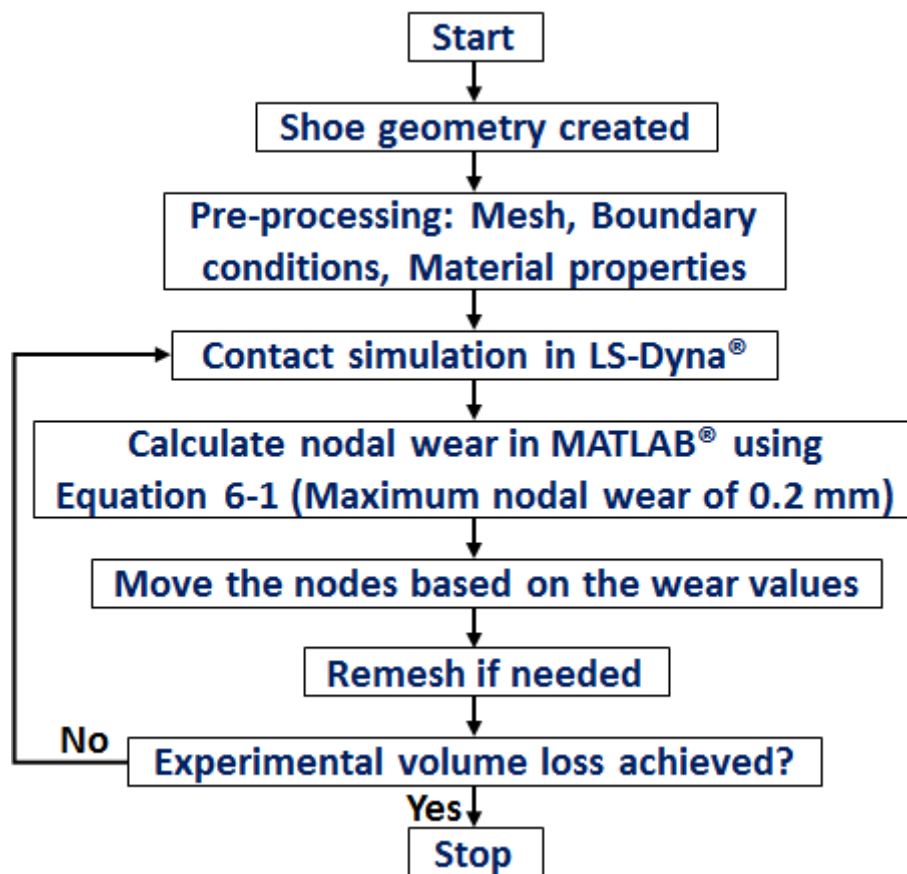 Start
Shoe geometry created
Pre-processing: Mesh, Boundary
conditions, Material properties
Contact simulation in LS-Dyna®
Calculate nodal wear in MATLAB® using
Equation 6-1 (Maximum nodal wear of 0.2 mm)
Move the nodes based on the wear values
Remesh if needed
No
Experimental volume loss achieved?
Yes
Stop